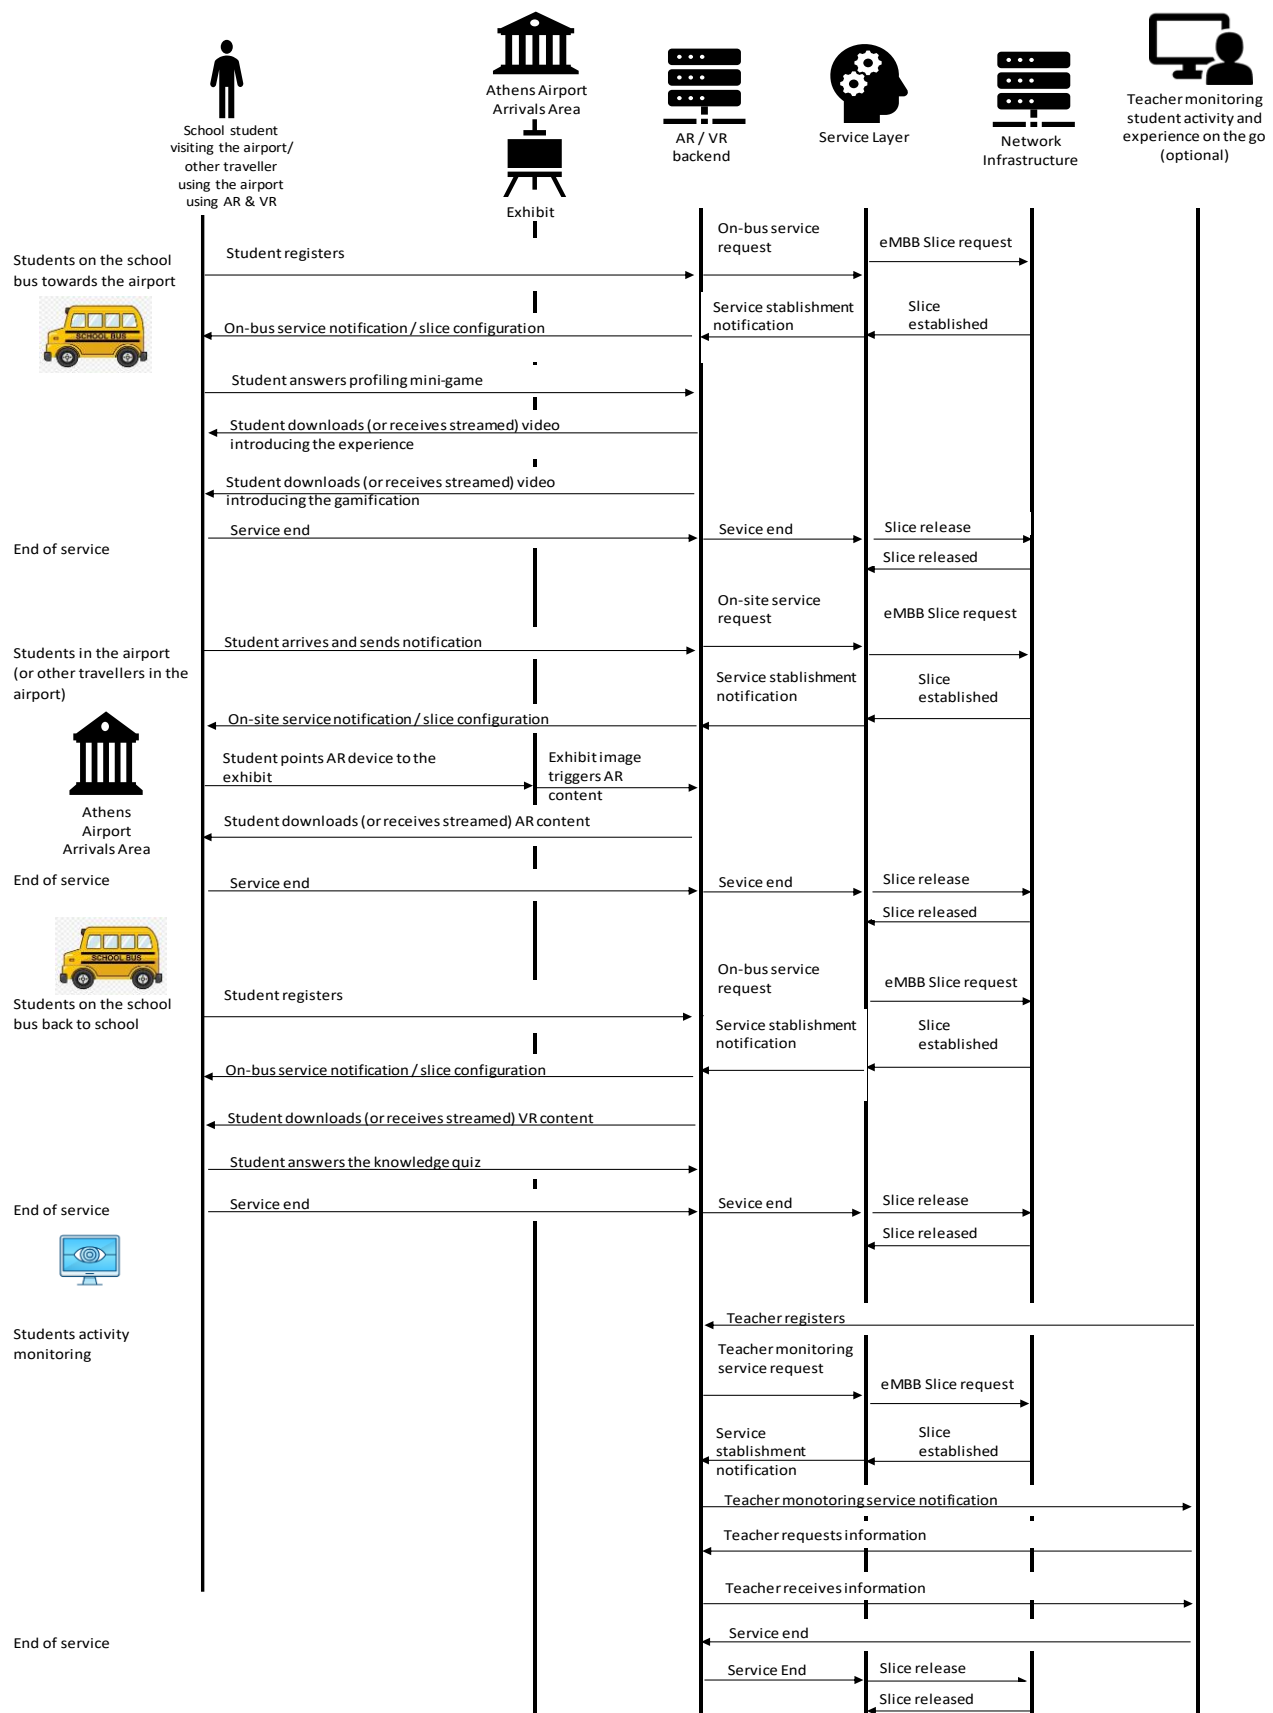 School student
visiting the airport/
other traveller
using the airport
using AR & VR
Athens Airport
Arrivals Area
Exhibit
AR / VR
backend
Service Layer
Network
Infrastructure
Teacher monitoring
student activity and
experience on the go
(optional)
Students on the school
bus towards the airport
SCHOOL BUS
Student registers
On-bus service
request
eMBB Slice request
On-bus service notification / slice configuration
Service stablishment
notification
Slice
established
Student answers profiling mini-game
Student downloads (or receives streamed) video
introducing the experience
Student downloads (or receives streamed) video
introducing the gamification
End of service
Service end
Sevice end
Slice release
Slice released
On-site service
request
eMBB Slice request
Students in the airport
(or other travellers in the
airport)
Student arrives and sends notification
Service stablishment
notification
Slice
established
On-site service notification / slice configuration
Athens
Airport
Arrivals Area
Student points AR device to the
exhibit
Exhibit image
triggers AR
content
Student downloads (or receives streamed) AR content
End of service
Service end
Sevice end
Slice release
Slice released
SCHOOL BUS
Students on the school
bus back to school
Student registers
On-bus service
request
eMBB Slice request
Service stablishment
notification
Slice
established
On-bus service notification / slice configuration
Student downloads (or receives streamed) VR content
Student answers the knowledge quiz
End of service
Service end
Sevice end
Slice release
Slice released
Students activity
monitoring
Teacher registers
Teacher monitoring
service request
eMBB Slice request
Service
stablishment
notification
Slice
established
Teacher monotoring service notification
Teacher requests information
Teacher receives information
End of service
Service end
Service End
Slice release
Slice released